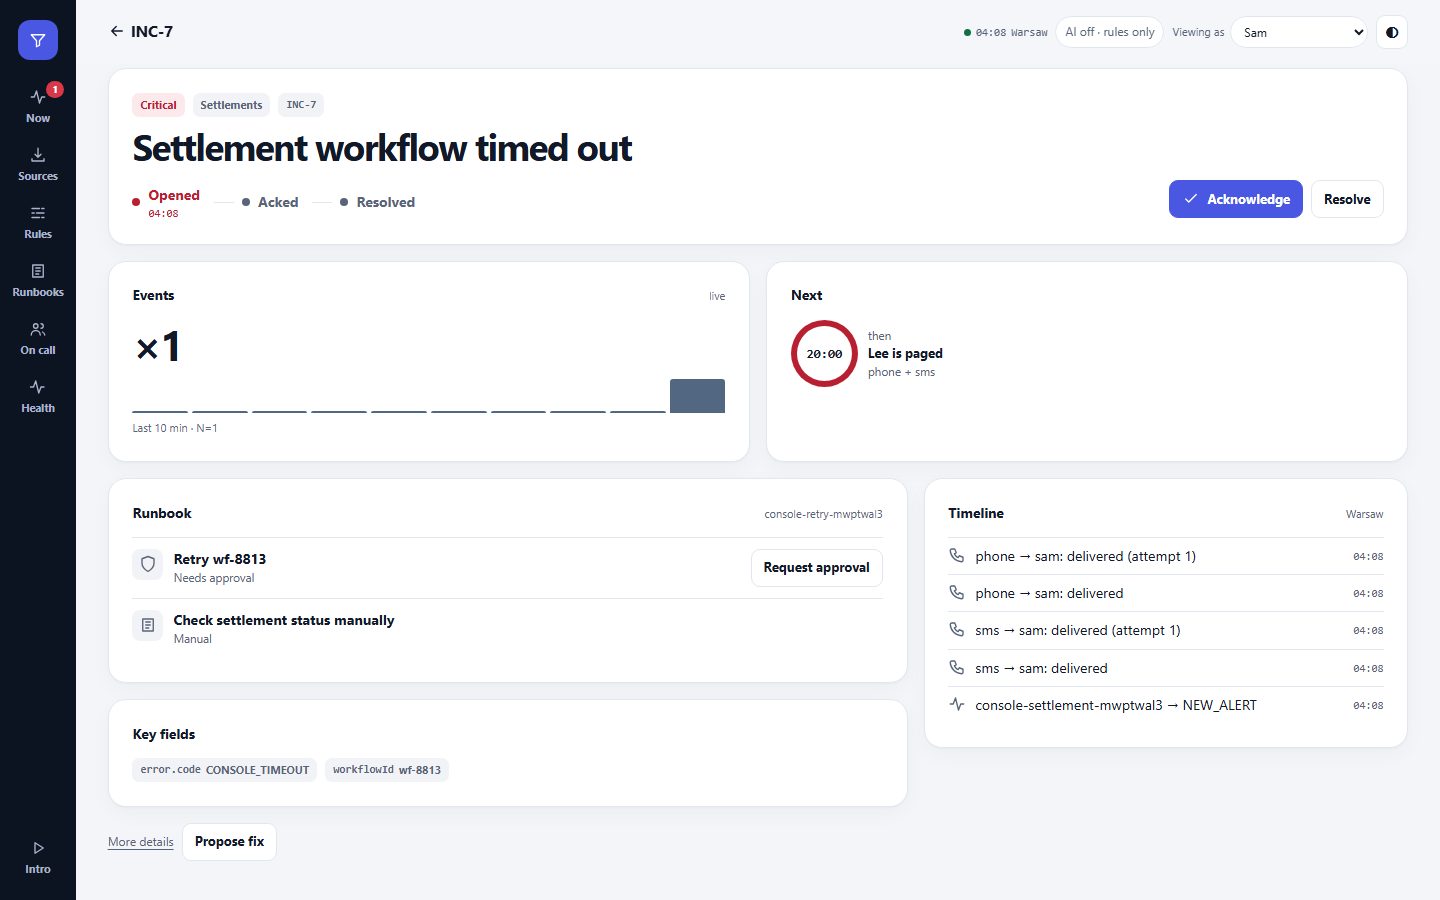 1
Now
Sources
Rules
Runbooks
On call
Health
Intro
← INC-7
04:08 Warsaw
AI off · rules only
Viewing as
Sam
Critical
Settlements
INC-7
Settlement workflow timed out
Opened
04:08
Acked
Resolved
Acknowledge
Resolve
Events
live
×1
Last 10 min · N=1
Next
20:00
then
Lee is paged
phone + sms
Runbook
console-retry-mwptwal3
Retry wf-8813
Needs approval
Request approval
Check settlement status manually
Manual
Timeline
Warsaw
phone → sam: delivered (attempt 1)
04:08
phone → sam: delivered
04:08
sms → sam: delivered (attempt 1)
04:08
sms → sam: delivered
04:08
console-settlement-mwptwal3 → NEW_ALERT
04:08
Key fields
error.code CONSOLE_TIMEOUT
workflowId wf-8813
More details
Propose fix